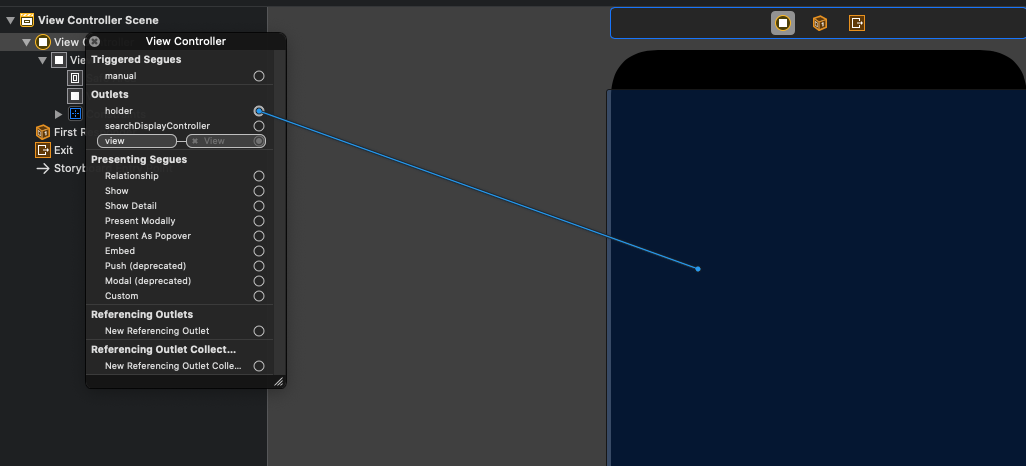 View Controller Scene
View C
View Controller
Triggered Segues
manual
Outlets
holder
searchDisplayController
view
View
Presenting Segues
Relationship
Show
Show Detail
Present Modally
Present As Popover
Embed
Push (deprecated)
Modal (deprecated)
Custom
Referencing Outlets
New Referencing Outlet
Referencing Outlet Collect...
New Referencing Outlet Colle...
Vie
First R
Exit
Storyb